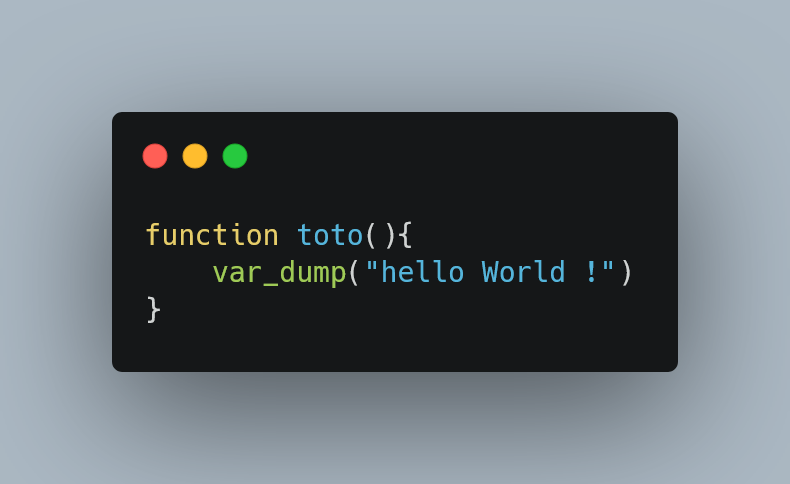 function toto(){
    var_dump("hello World !")
}